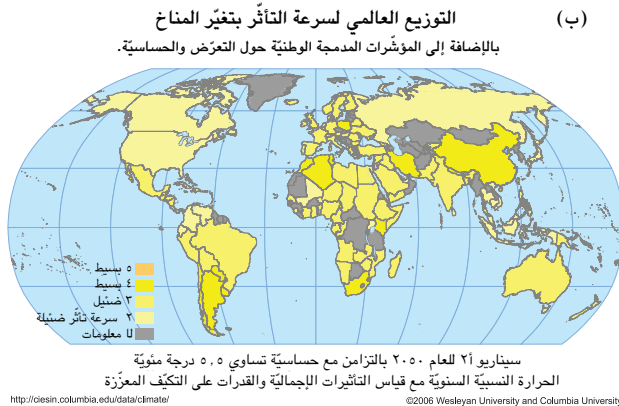 (ب) التوزيع العالمي لسرعة التأثّر بتغيّر المناخ
بالإضافة إلى المؤشّرات المدمجة الوطنيّة حول التعرّض والحساسيّة.
٥ بسيط
٤ بسيط
٣ ضئيل
٢ سرعة تأثّر ضئيلة
لا معلومات
سيناريو أ٢ للعام ٢٠٥٠ بالتزامن مع حساسيّة تساوي ٥,٥ درجة مئويّة
الحرارة النسبيّة السنويّة مع قياس التأثيرات الإجماليّة والقدرات على التكيّف المعزّزة
http://ciesin.columbia.edu/data/climate/
©2006 Wesleyan University and Columbia University